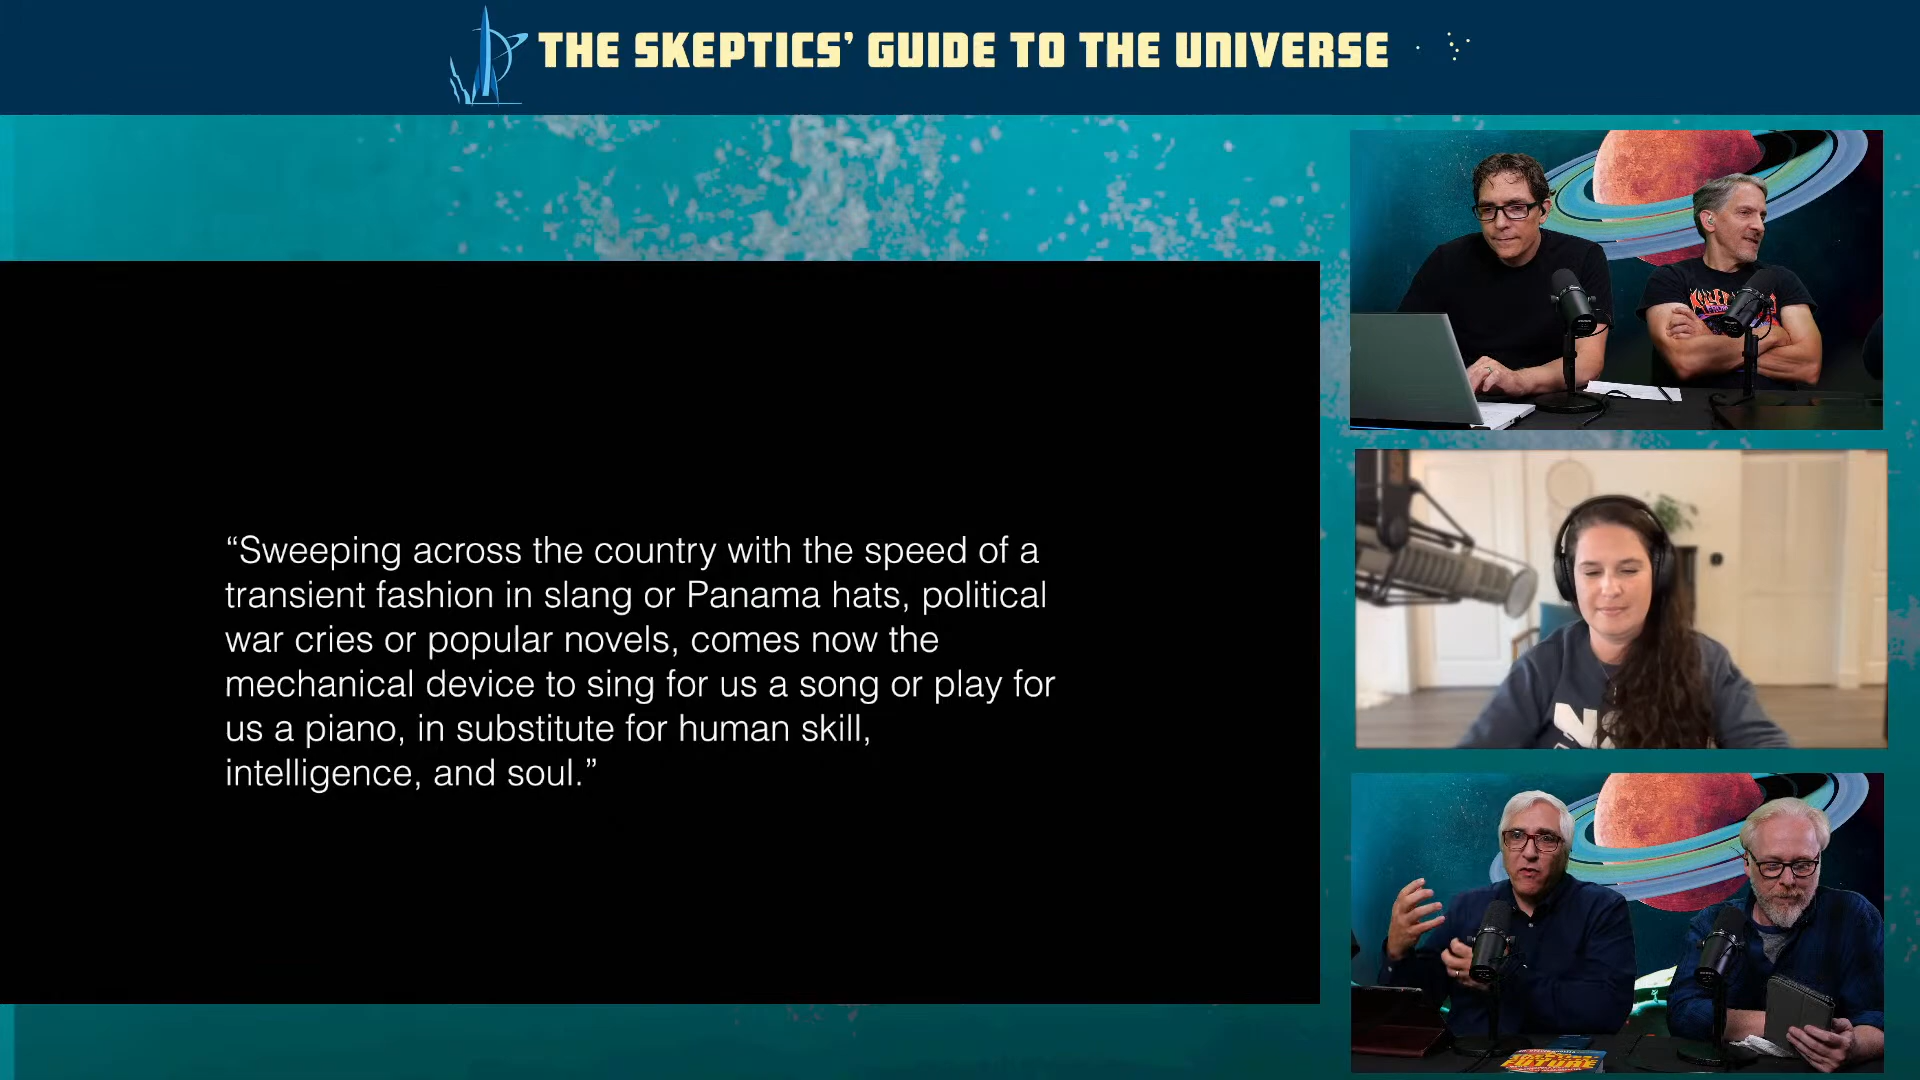 THE SKEPTICS' GUIDE TO THE UNIVERSE
“Sweeping across the country with the speed of a
transient fashion in slang or Panama hats, political
war cries or popular novels, comes now the
mechanical device to sing for us a song or play for
us a piano, in substitute for human skill,
intelligence, and soul.”
FUTURE